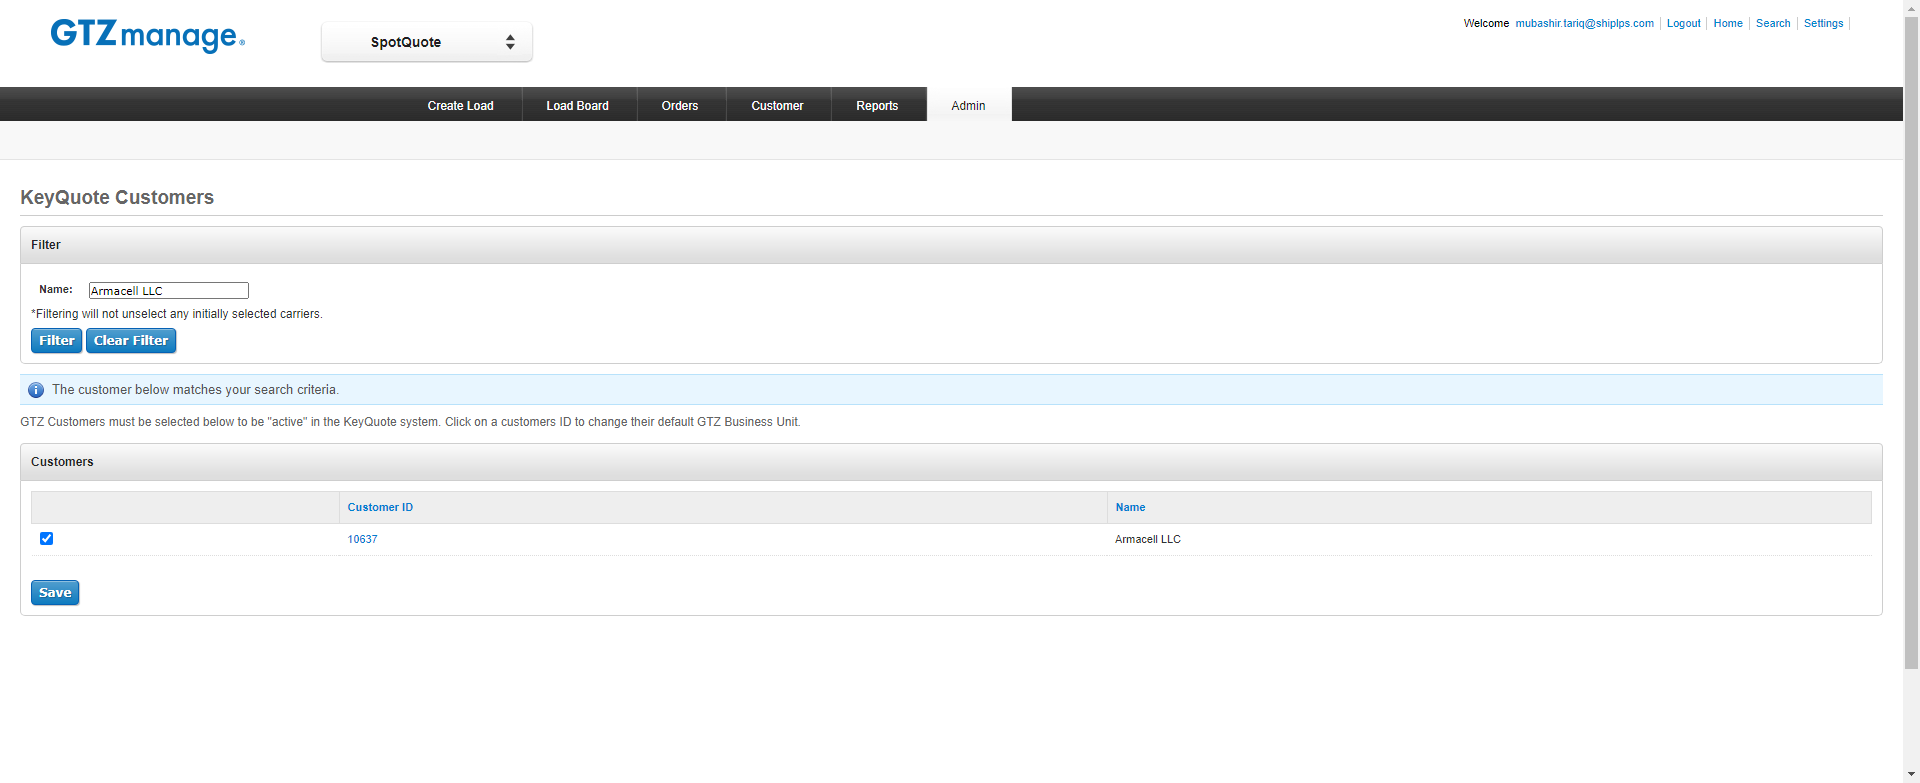 GTZmanage®
SpotQuote
Welcome mubashir.tariq@shiplps.com Logout Home Search Settings
Create Load Load Board Orders Customer Reports Admin
KeyQuote Customers
Filter
Name: Armacell LLC
*Filtering will not unselect any initially selected carriers.
Filter Clear Filter
The customer below matches your search criteria.
GTZ Customers must be selected below to be "active" in the KeyQuote system. Click on a customers ID to change their default GTZ Business Unit.
Customers
Customer ID Name
10637 Armacell LLC
Save